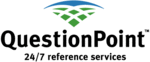 QuestionPoint™
24/7 reference services